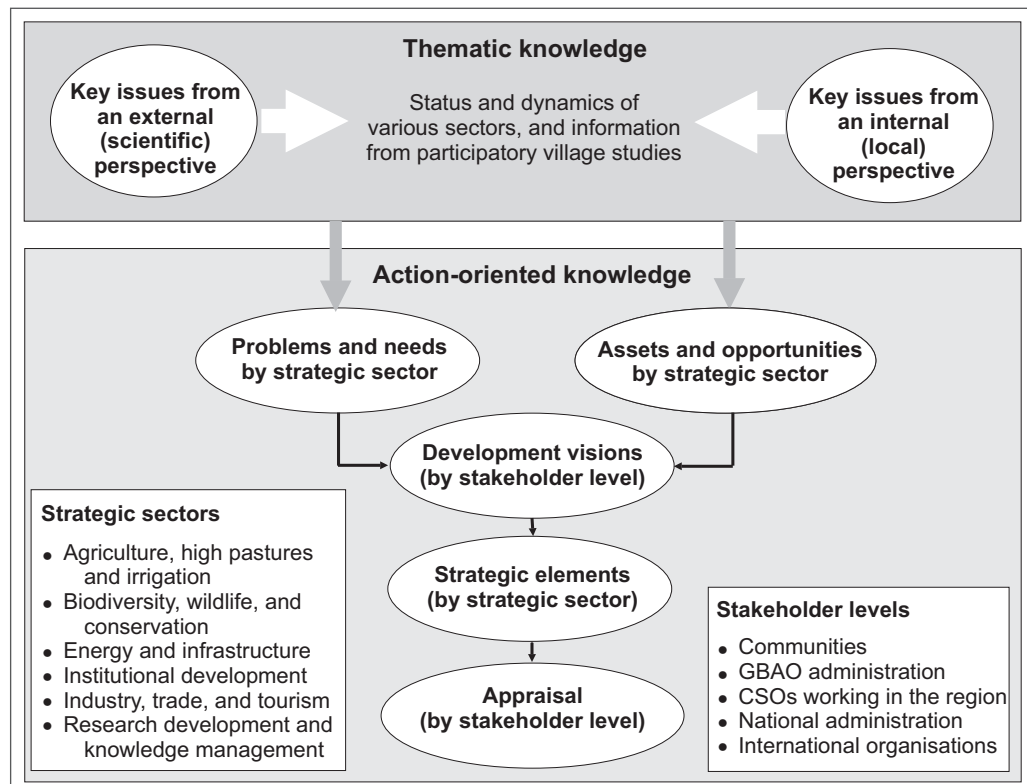 Thematic knowledge
Key issues from
an external
(scientific)
perspective
Status and dynamics of
various sectors, and information
from participatory village studies
Key issues from
an internal
(local)
perspective
Action-oriented knowledge
Problems and needs
by strategic sector
Assets and opportunities
by strategic sector
Development visions
(by stakeholder level)
Strategic elements
(by strategic sector)
Appraisal
(by stakeholder level)
Strategic sectors
• Agriculture, high pastures
and irrigation
• Biodiversity, wildlife, and
conservation
• Energy and infrastructure
• Institutional development
• Industry, trade, and tourism
• Research development and
knowledge management
Stakeholder levels
• Communities
• GBAO administration
• CSOs working in the region
• National administration
• International organisations